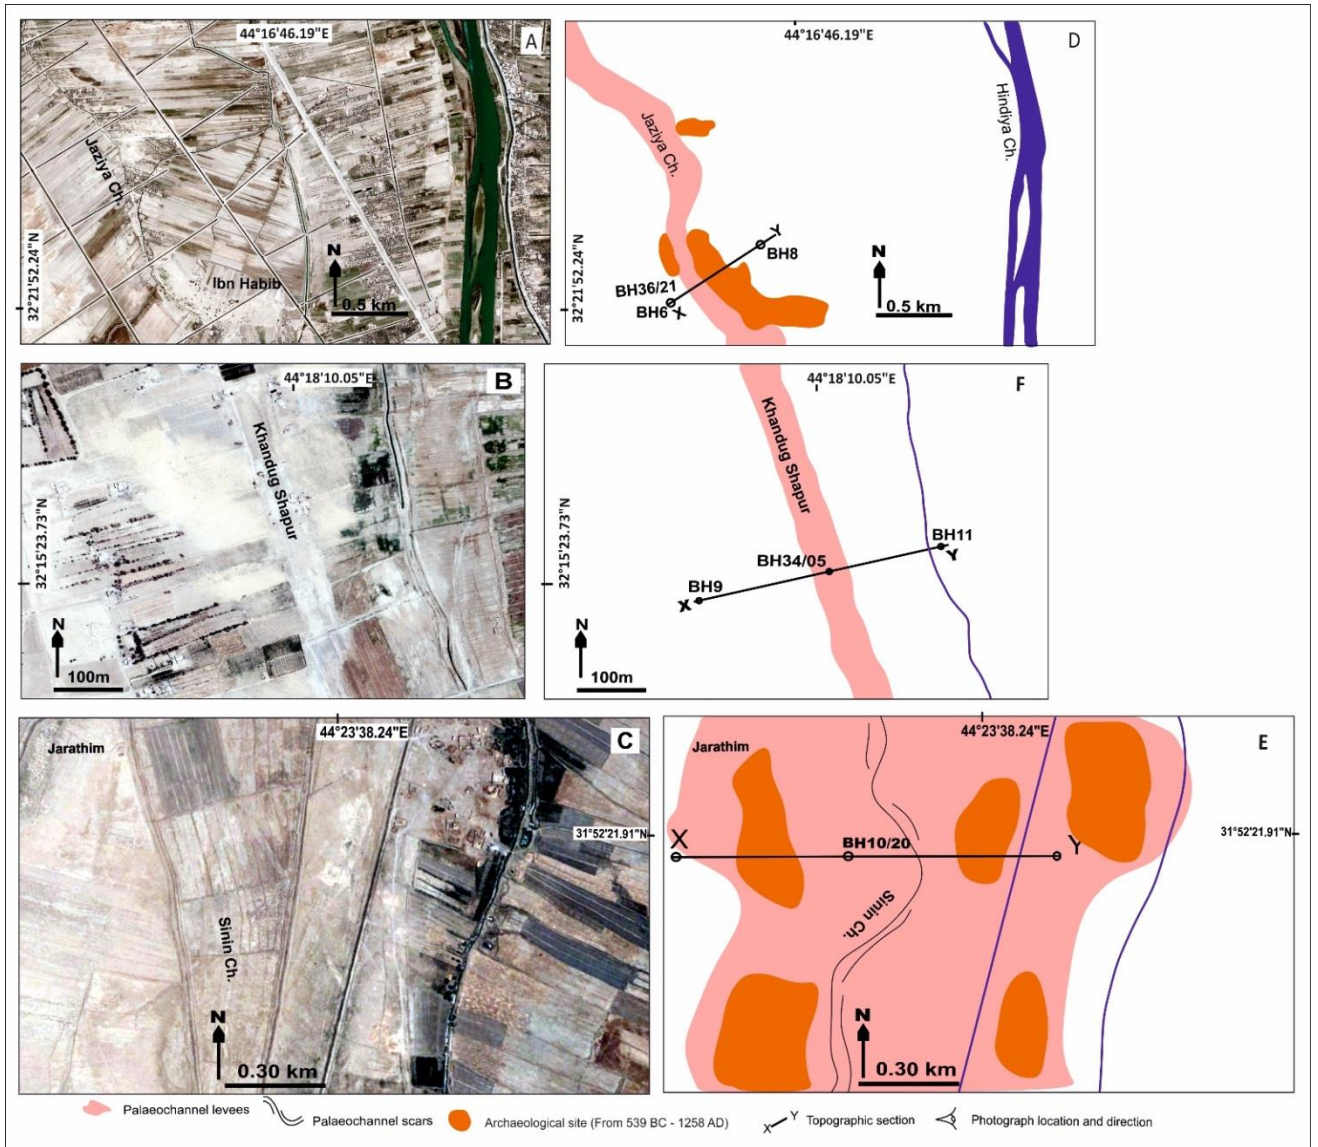 44°16'46.19"E
A
Jaziya Ch.
Ibn Habib
N
0.5 km
32°21'52.24"N
44°16'46.19"E
D
Jaziya Ch.
Hindiya Ch.
Y
BH8
BH36/21
BH6
X
N
0.5 km
32°21'52.24"N
44°18'10.05"E
B
Khandug Shapur
32°15'23.73"N
N
100m
44°18'10.05"E
F
Khandug Shapur
32°15'23.73"N
BH11
Y
BH34/05
BH9
X
N
100m
44°23'38.24"E
C
Jarathim
31°52'21.91"N
Sinin Ch.
N
0.30 km
44°23'38.24"E
E
Jarathim
31°52'21.91"N
X
BH10/20
Y
Sinin Ch.
N
0.30 km
Palaeochannel levees
Palaeochannel scars
Archaeological site (From 539 BC - 1258 AD)
X Y Topographic section
Photograph location and direction